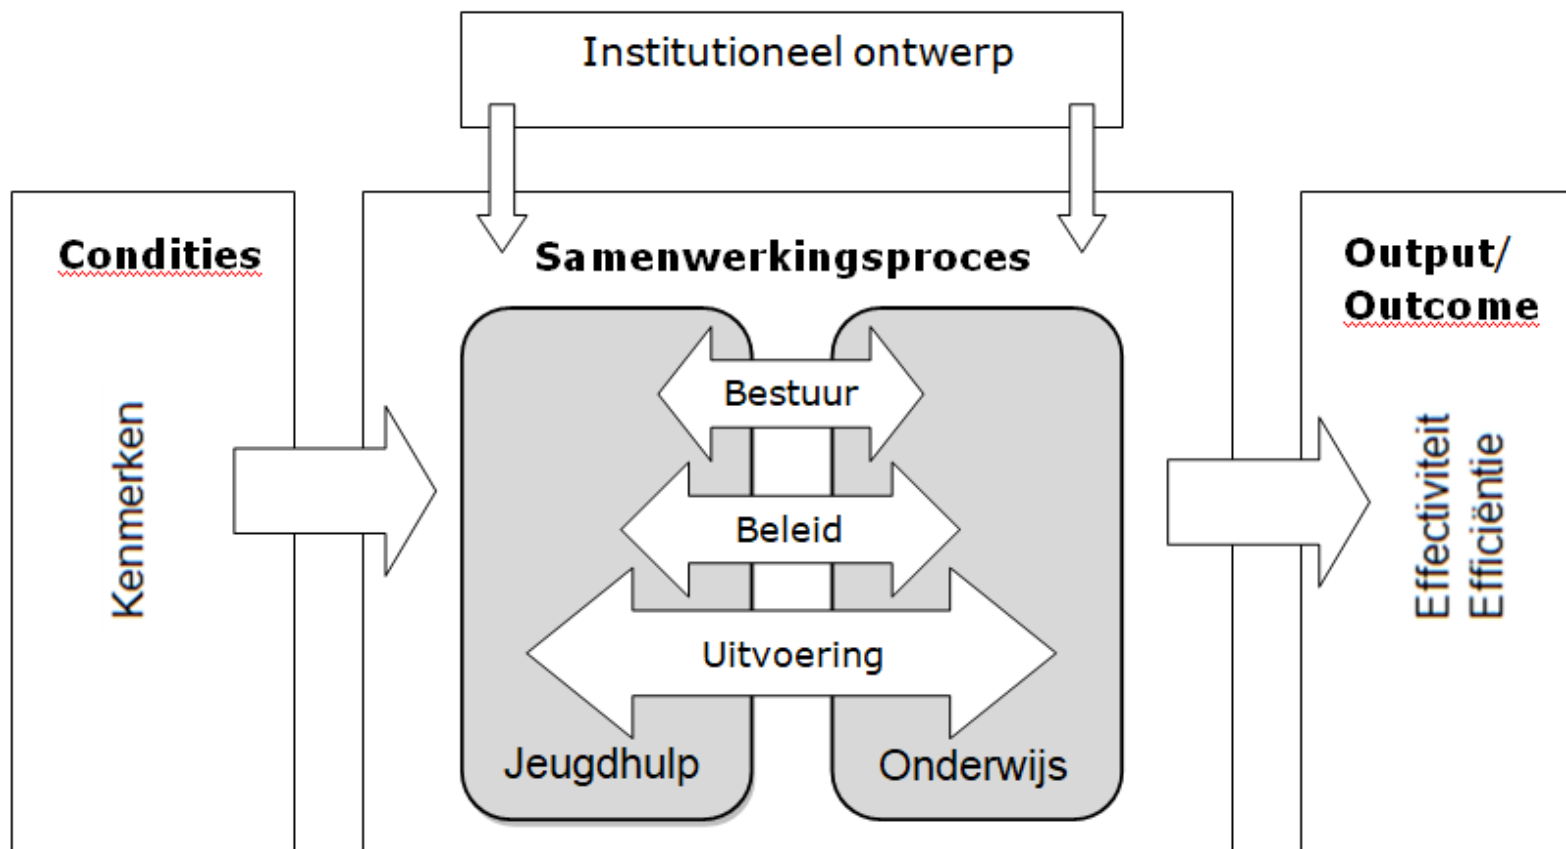 Institutioneel ontwerp
Condities
Kenmerken
Samenwerkingsproces
Bestuur
Beleid
Uitvoering
Jeugdhulp
Onderwijs
Output/
Outcome
Effectiviteit
Efficiëntie